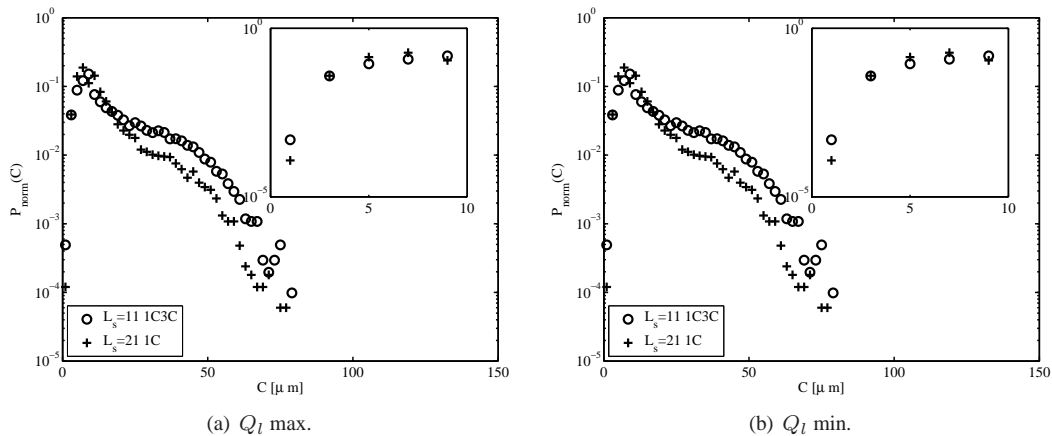 10^0
10^-1
10^-2
10^-3
10^-4
10^-5
P_norm(C)
0 50 100 150
C [μ m]
10^0
10^-5
0 5 10
L_s=11 1C3C
L_s=21 1C
(a) Q_l max.
10^0
10^-1
10^-2
10^-3
10^-4
10^-5
P_norm(C)
0 50 100 150
C [μ m]
10^0
10^-5
0 5 10
L_s=11 1C3C
L_s=21 1C
(b) Q_l min.